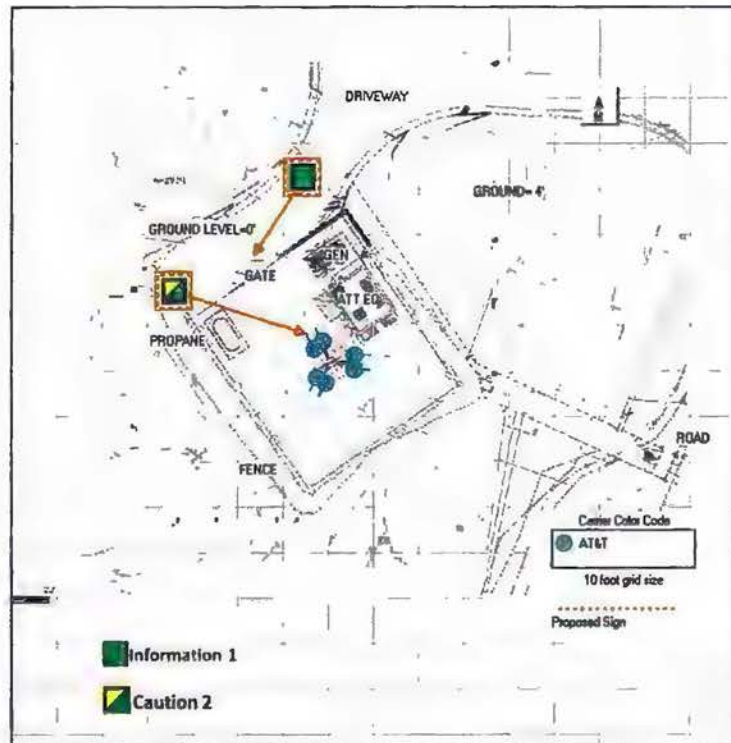 DRIVEWAY
GROUND= 4'
GROUND LEVEL=0'
GATE
GEN
ATT EQ
PROPANE
FENCE
ROAD
Carrier Color Code
AT&T
10 foot grid size
Proposed Sign
Information 1
Caution 2